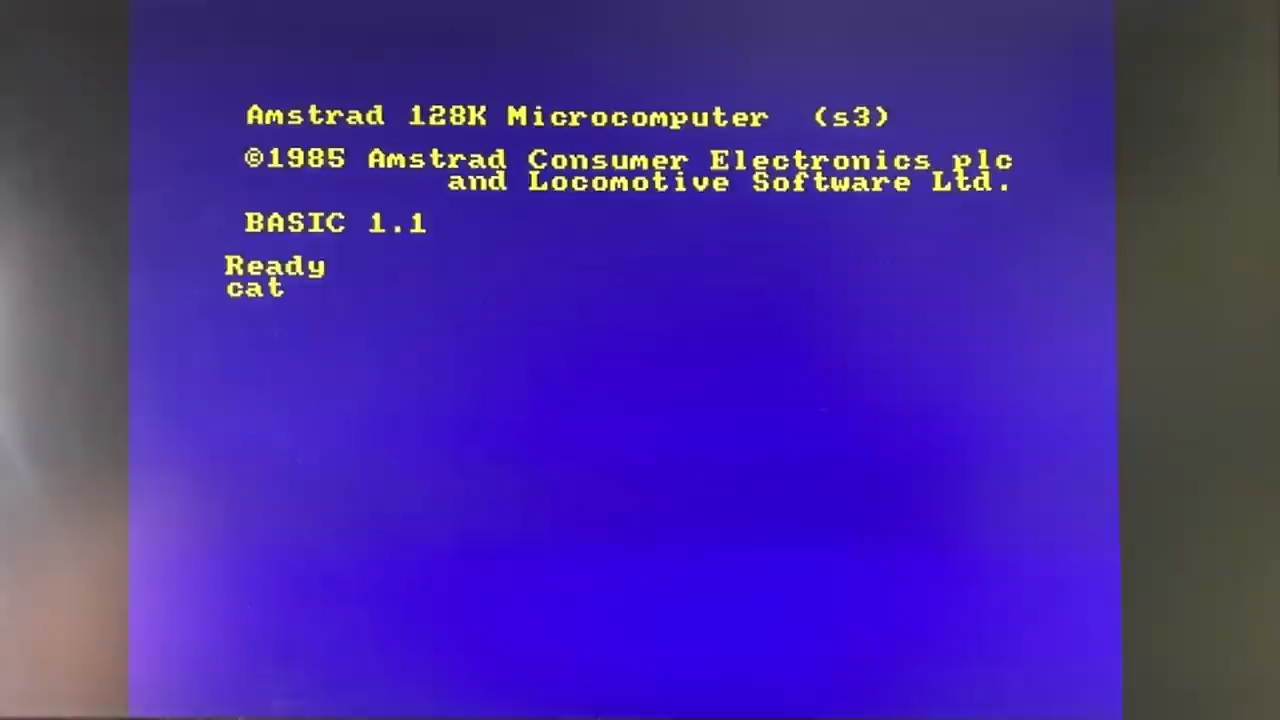 Amstrad 128K Microcomputer (s3)
©1985 Amstrad Consumer Electronics plc
and Locomotive Software Ltd.
BASIC 1.1
Ready
cat